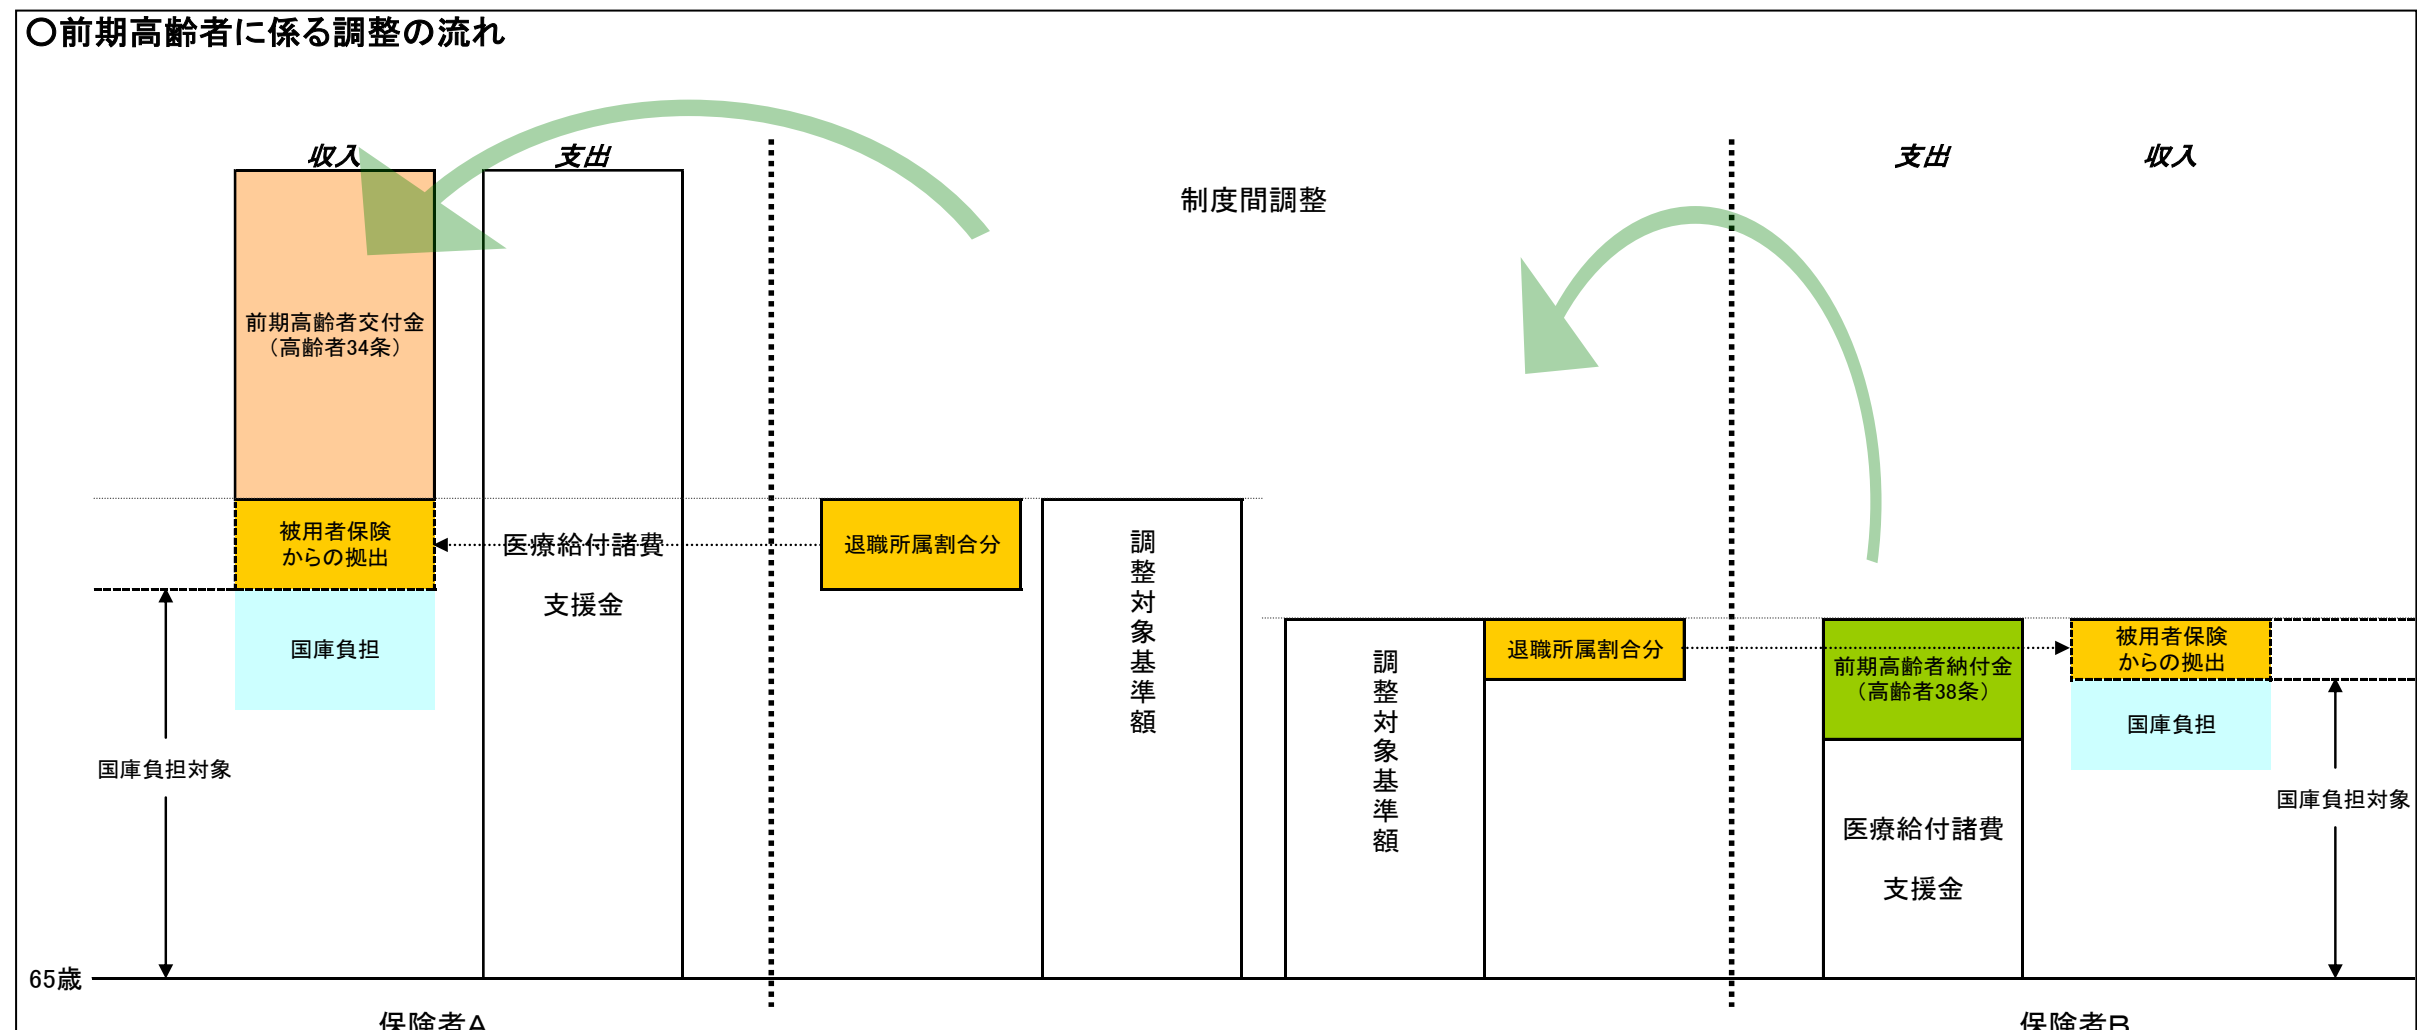 〇前期高齢者に係る調整の流れ
収入
支出
制度間調整
支出
収入
前期高齢者交付金
（高齢者34条）
被用者保険
からの拠出
国庫負担
国庫負担対象
医療給付諸費
支援金
退職所属割合分
調整対象基準額
調整対象基準額
退職所属割合分
前期高齢者納付金
（高齢者38条）
医療給付諸費
支援金
被用者保険
からの拠出
国庫負担
国庫負担対象
65歳
保険者A
保険者B